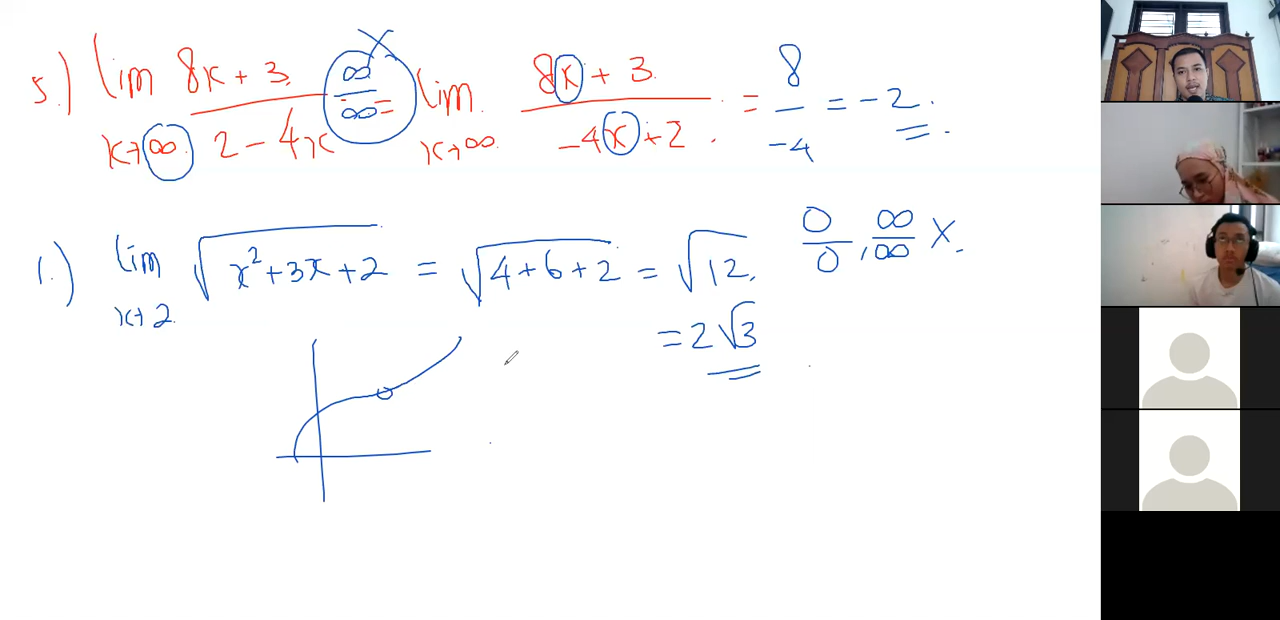 5.) lim x→∞ 8x + 3 / 2 - 4x ∞/∞ X = lim x→∞ 8x + 3 / -4x + 2 = 8 / -4 = -2.
1.) lim x→2 √(x² + 3x + 2) = √(4 + 6 + 2) = √12. 0/0, ∞/∞ X.
= 2√3